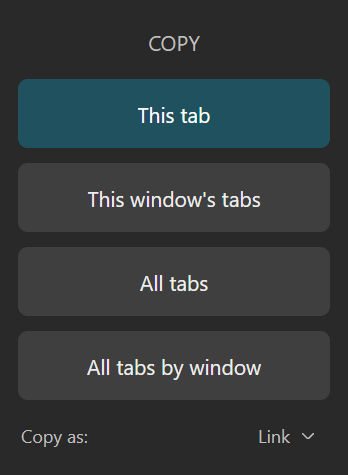 COPY
This tab
This window's tabs
All tabs
All tabs by window
Copy as: Link